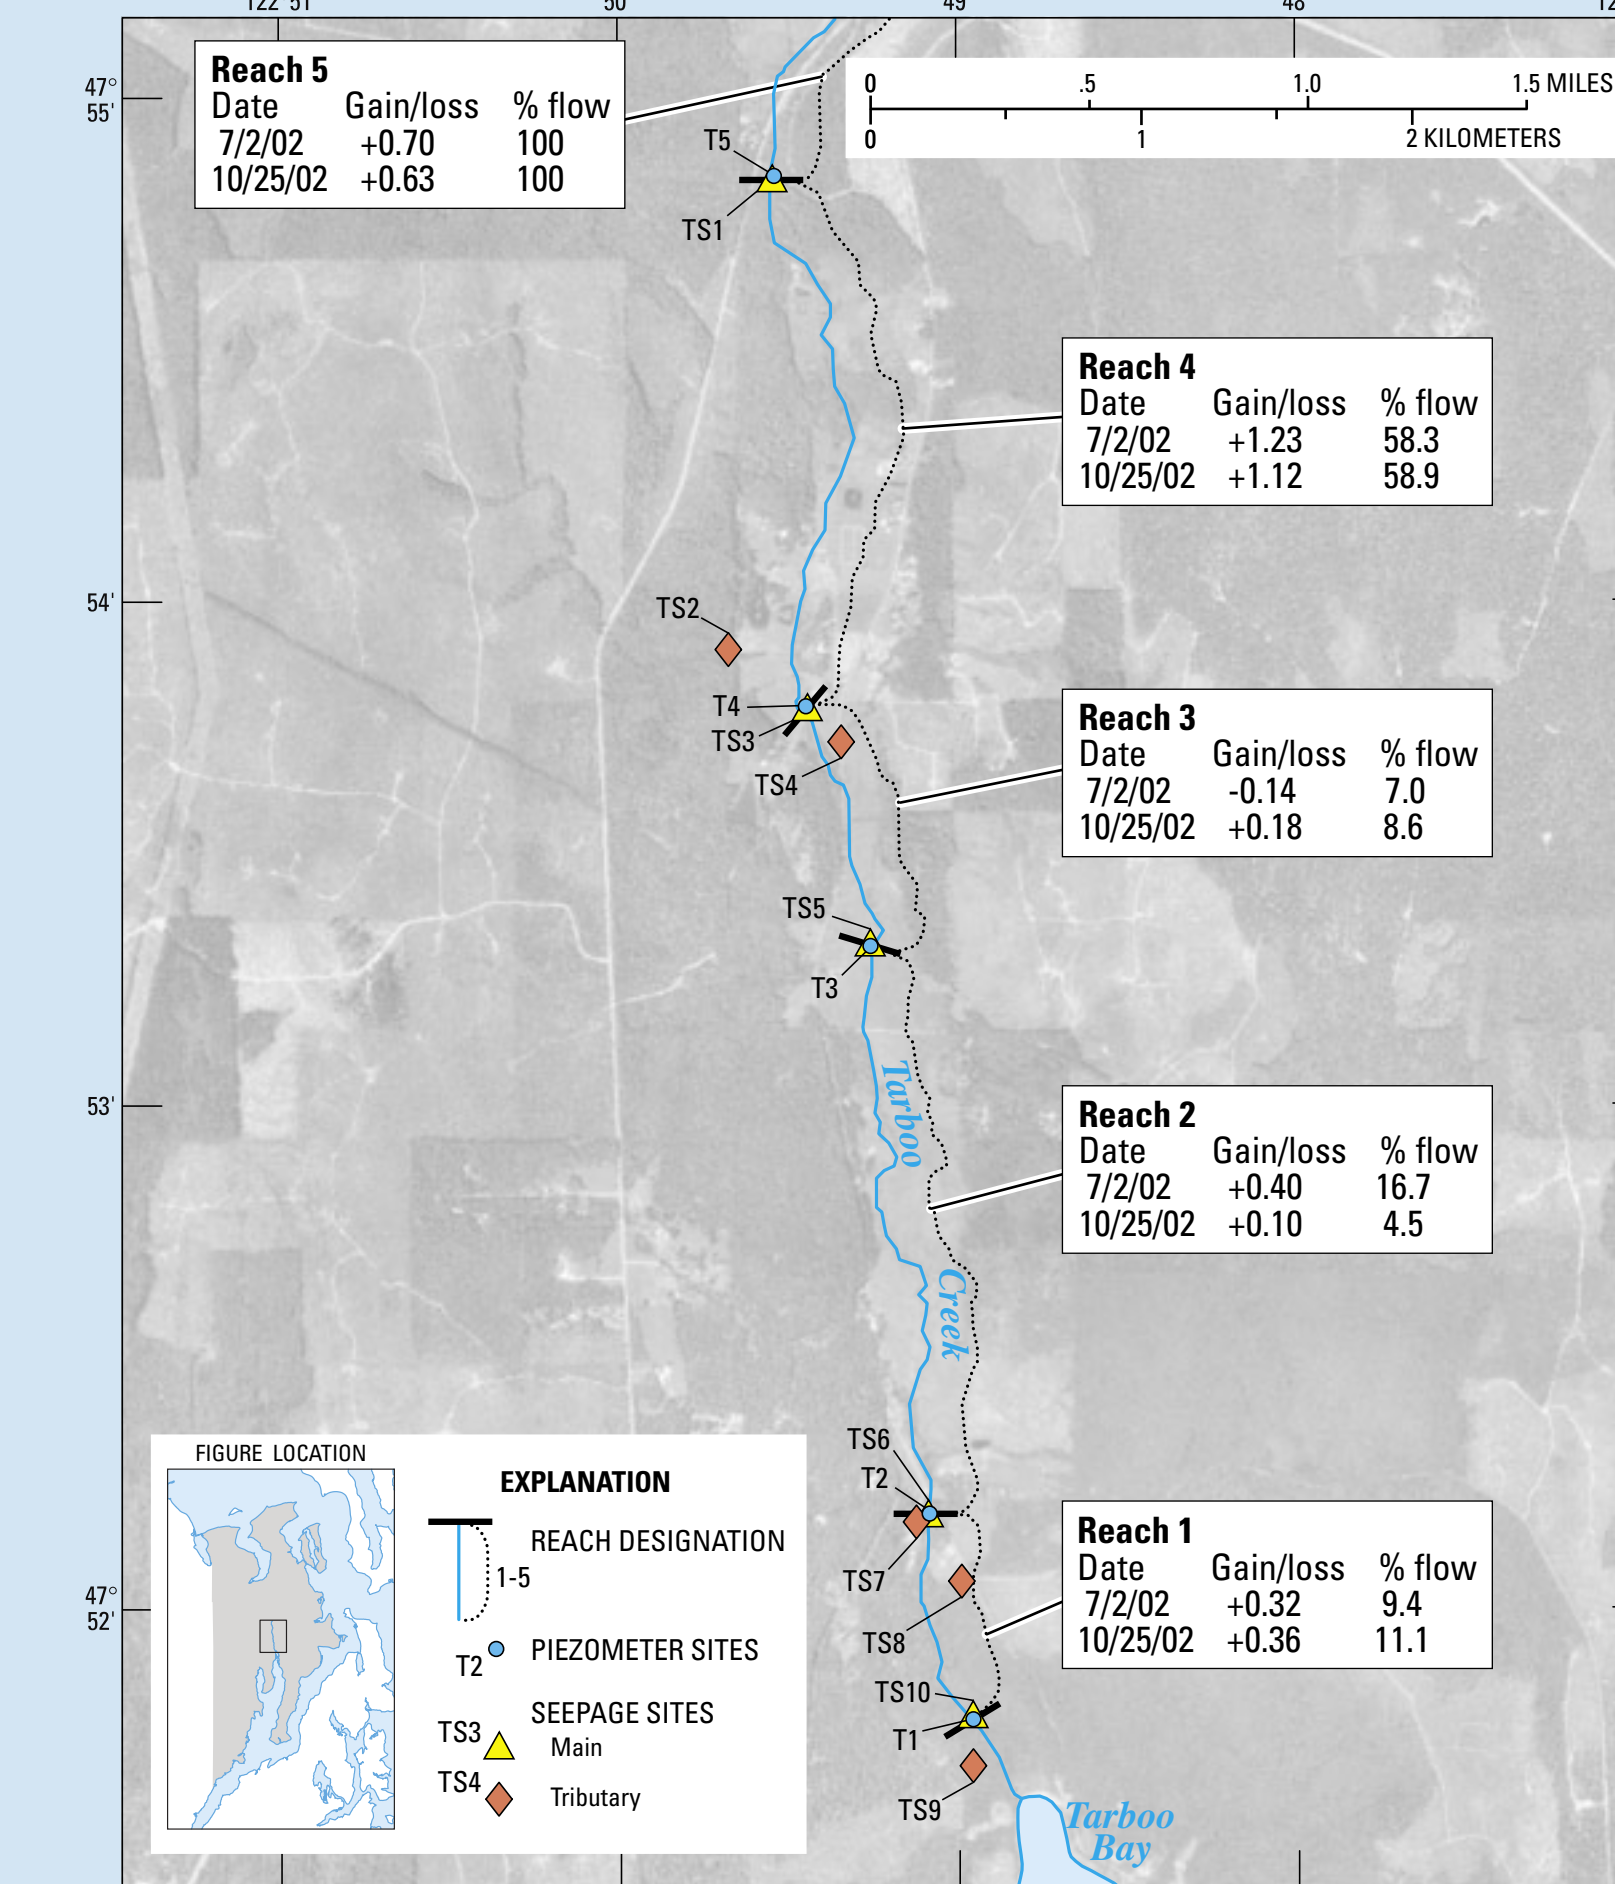 122°51'
50'
49'
48'
47°
55'
Reach 5
Date Gain/loss % flow
7/2/02 +0.70 100
10/25/02 +0.63 100
0 .5 1.0 1.5 MILES
0 1 2 KILOMETERS
T5
TS1
Reach 4
Date Gain/loss % flow
7/2/02 +1.23 58.3
10/25/02 +1.12 58.9
54'
TS2
T4
TS3
TS4
Reach 3
Date Gain/loss % flow
7/2/02 -0.14 7.0
10/25/02 +0.18 8.6
TS5
T3
53'
Tarboo
Creek
Reach 2
Date Gain/loss % flow
7/2/02 +0.40 16.7
10/25/02 +0.10 4.5
TS6
T2
TS7
TS8
47°
52'
Reach 1
Date Gain/loss % flow
7/2/02 +0.32 9.4
10/25/02 +0.36 11.1
TS10
T1
TS9
Tarboo
Bay
FIGURE LOCATION
EXPLANATION
REACH DESIGNATION
1-5
T2
PIEZOMETER SITES
SEEPAGE SITES
TS3
Main
TS4
Tributary